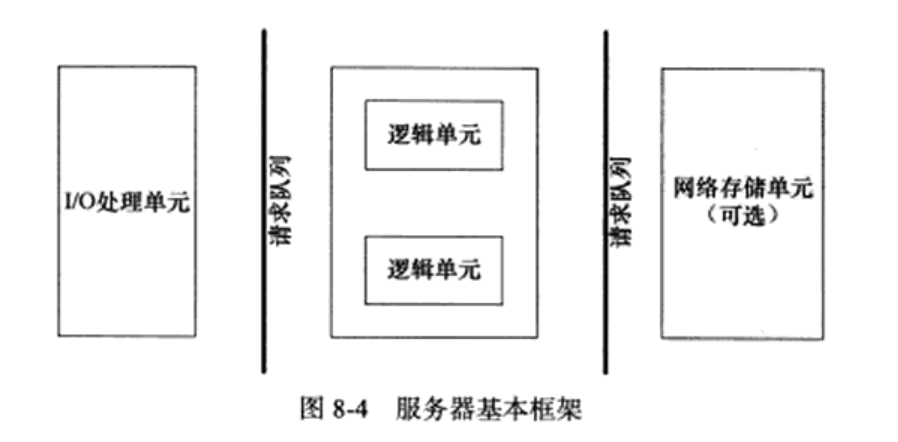 I/O处理单元
请求队列
逻辑单元
逻辑单元
请求队列
网络存储单元
（可选）
图 8-4 服务器基本框架